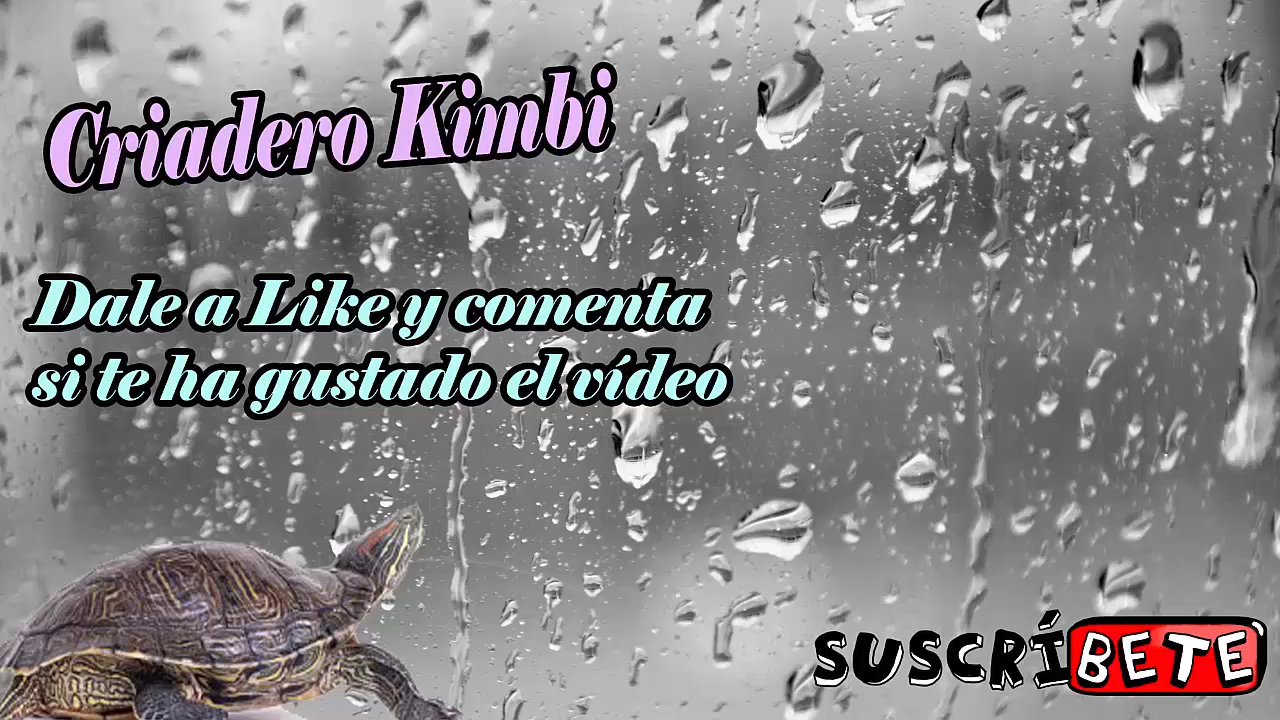 Criadero Kimbi
Dale a Like y comenta
si te ha gustado el vídeo
SUSCRÍBETE